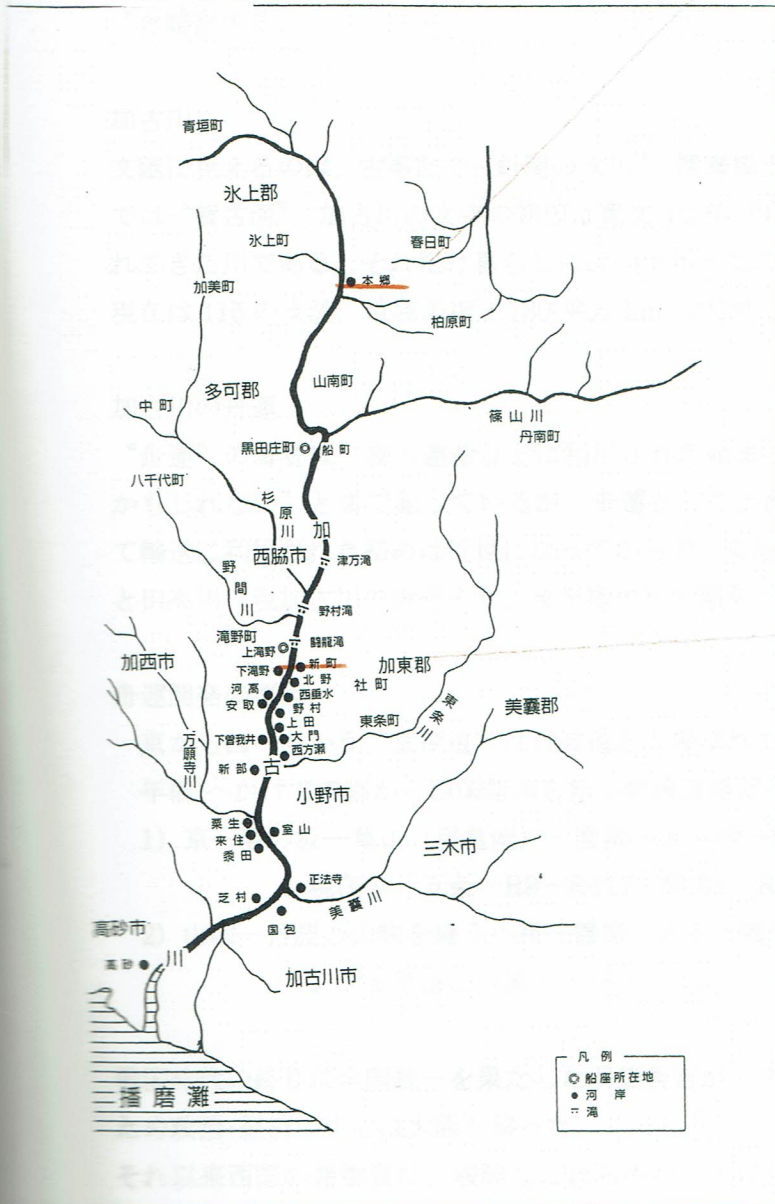 青垣町
氷上郡
氷上町
春日町
加美町
本郷
柏原町
多可郡
山南町
中町
篠山川
丹南町
黒田庄町
船町
八千代町
杉原川
加
西脇市
津万滝
野間川
野村滝
滝野町
闘龍滝
上滝野
加西市
下滝野
新町
加東郡
北野
社町
河高
西垂水
安取
野村
美嚢郡
上田
東条町
東条川
万願寺川
下曽我井
大門
西方瀬
新部
古
小野市
粟生
室山
来住
三木市
黍田
正法寺
芝村
美嚢川
国包
高砂市
川
高砂
加古川市
播磨灘
凡例
◎船座所在地
●河岸
滝